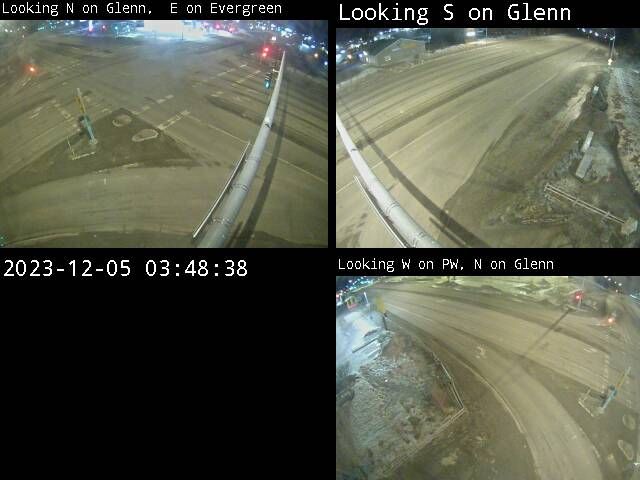 Looking N on Glenn,  E on Evergreen
Looking S on Glenn
2023-12-05 03:48:38
Looking W on PW, N on Glenn